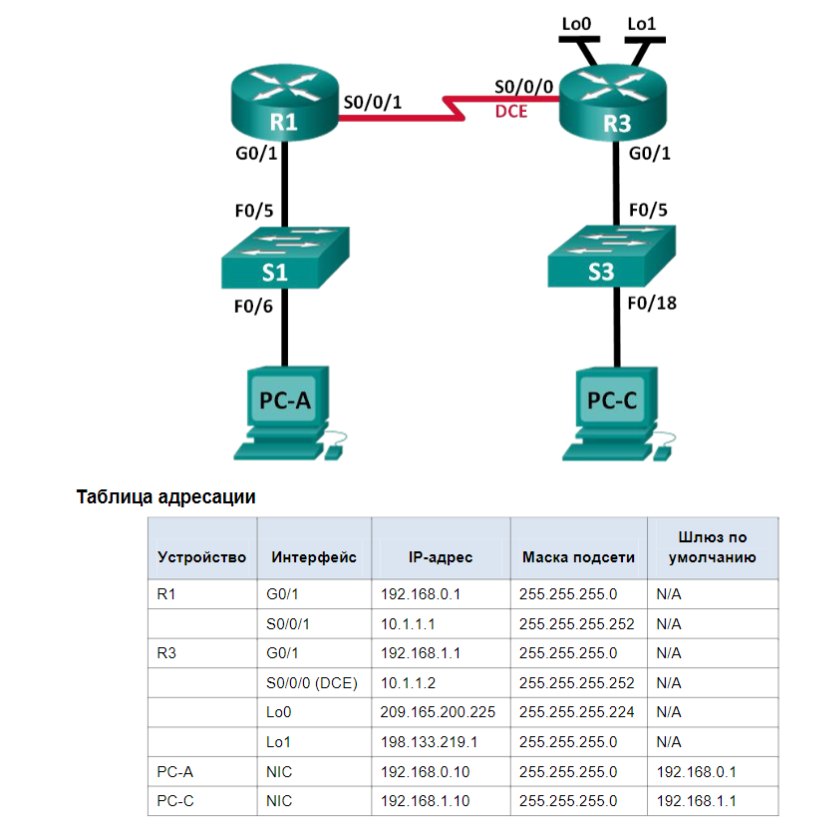 Lo0 Lo1
S0/0/1 S0/0/0
DCE
R1 R3
G0/1 G0/1
F0/5 F0/5
S1 S3
F0/6 F0/18
PC-A PC-C
Таблица адресации
Устройство Интерфейс IP-адрес Маска подсети Шлюз по умолчанию
R1 G0/1 192.168.0.1 255.255.255.0 N/A
S0/0/1 10.1.1.1 255.255.255.252 N/A
R3 G0/1 192.168.1.1 255.255.255.0 N/A
S0/0/0 (DCE) 10.1.1.2 255.255.255.252 N/A
Lo0 209.165.200.225 255.255.255.224 N/A
Lo1 198.133.219.1 255.255.255.0 N/A
PC-A NIC 192.168.0.10 255.255.255.0 192.168.0.1
PC-C NIC 192.168.1.10 255.255.255.0 192.168.1.1